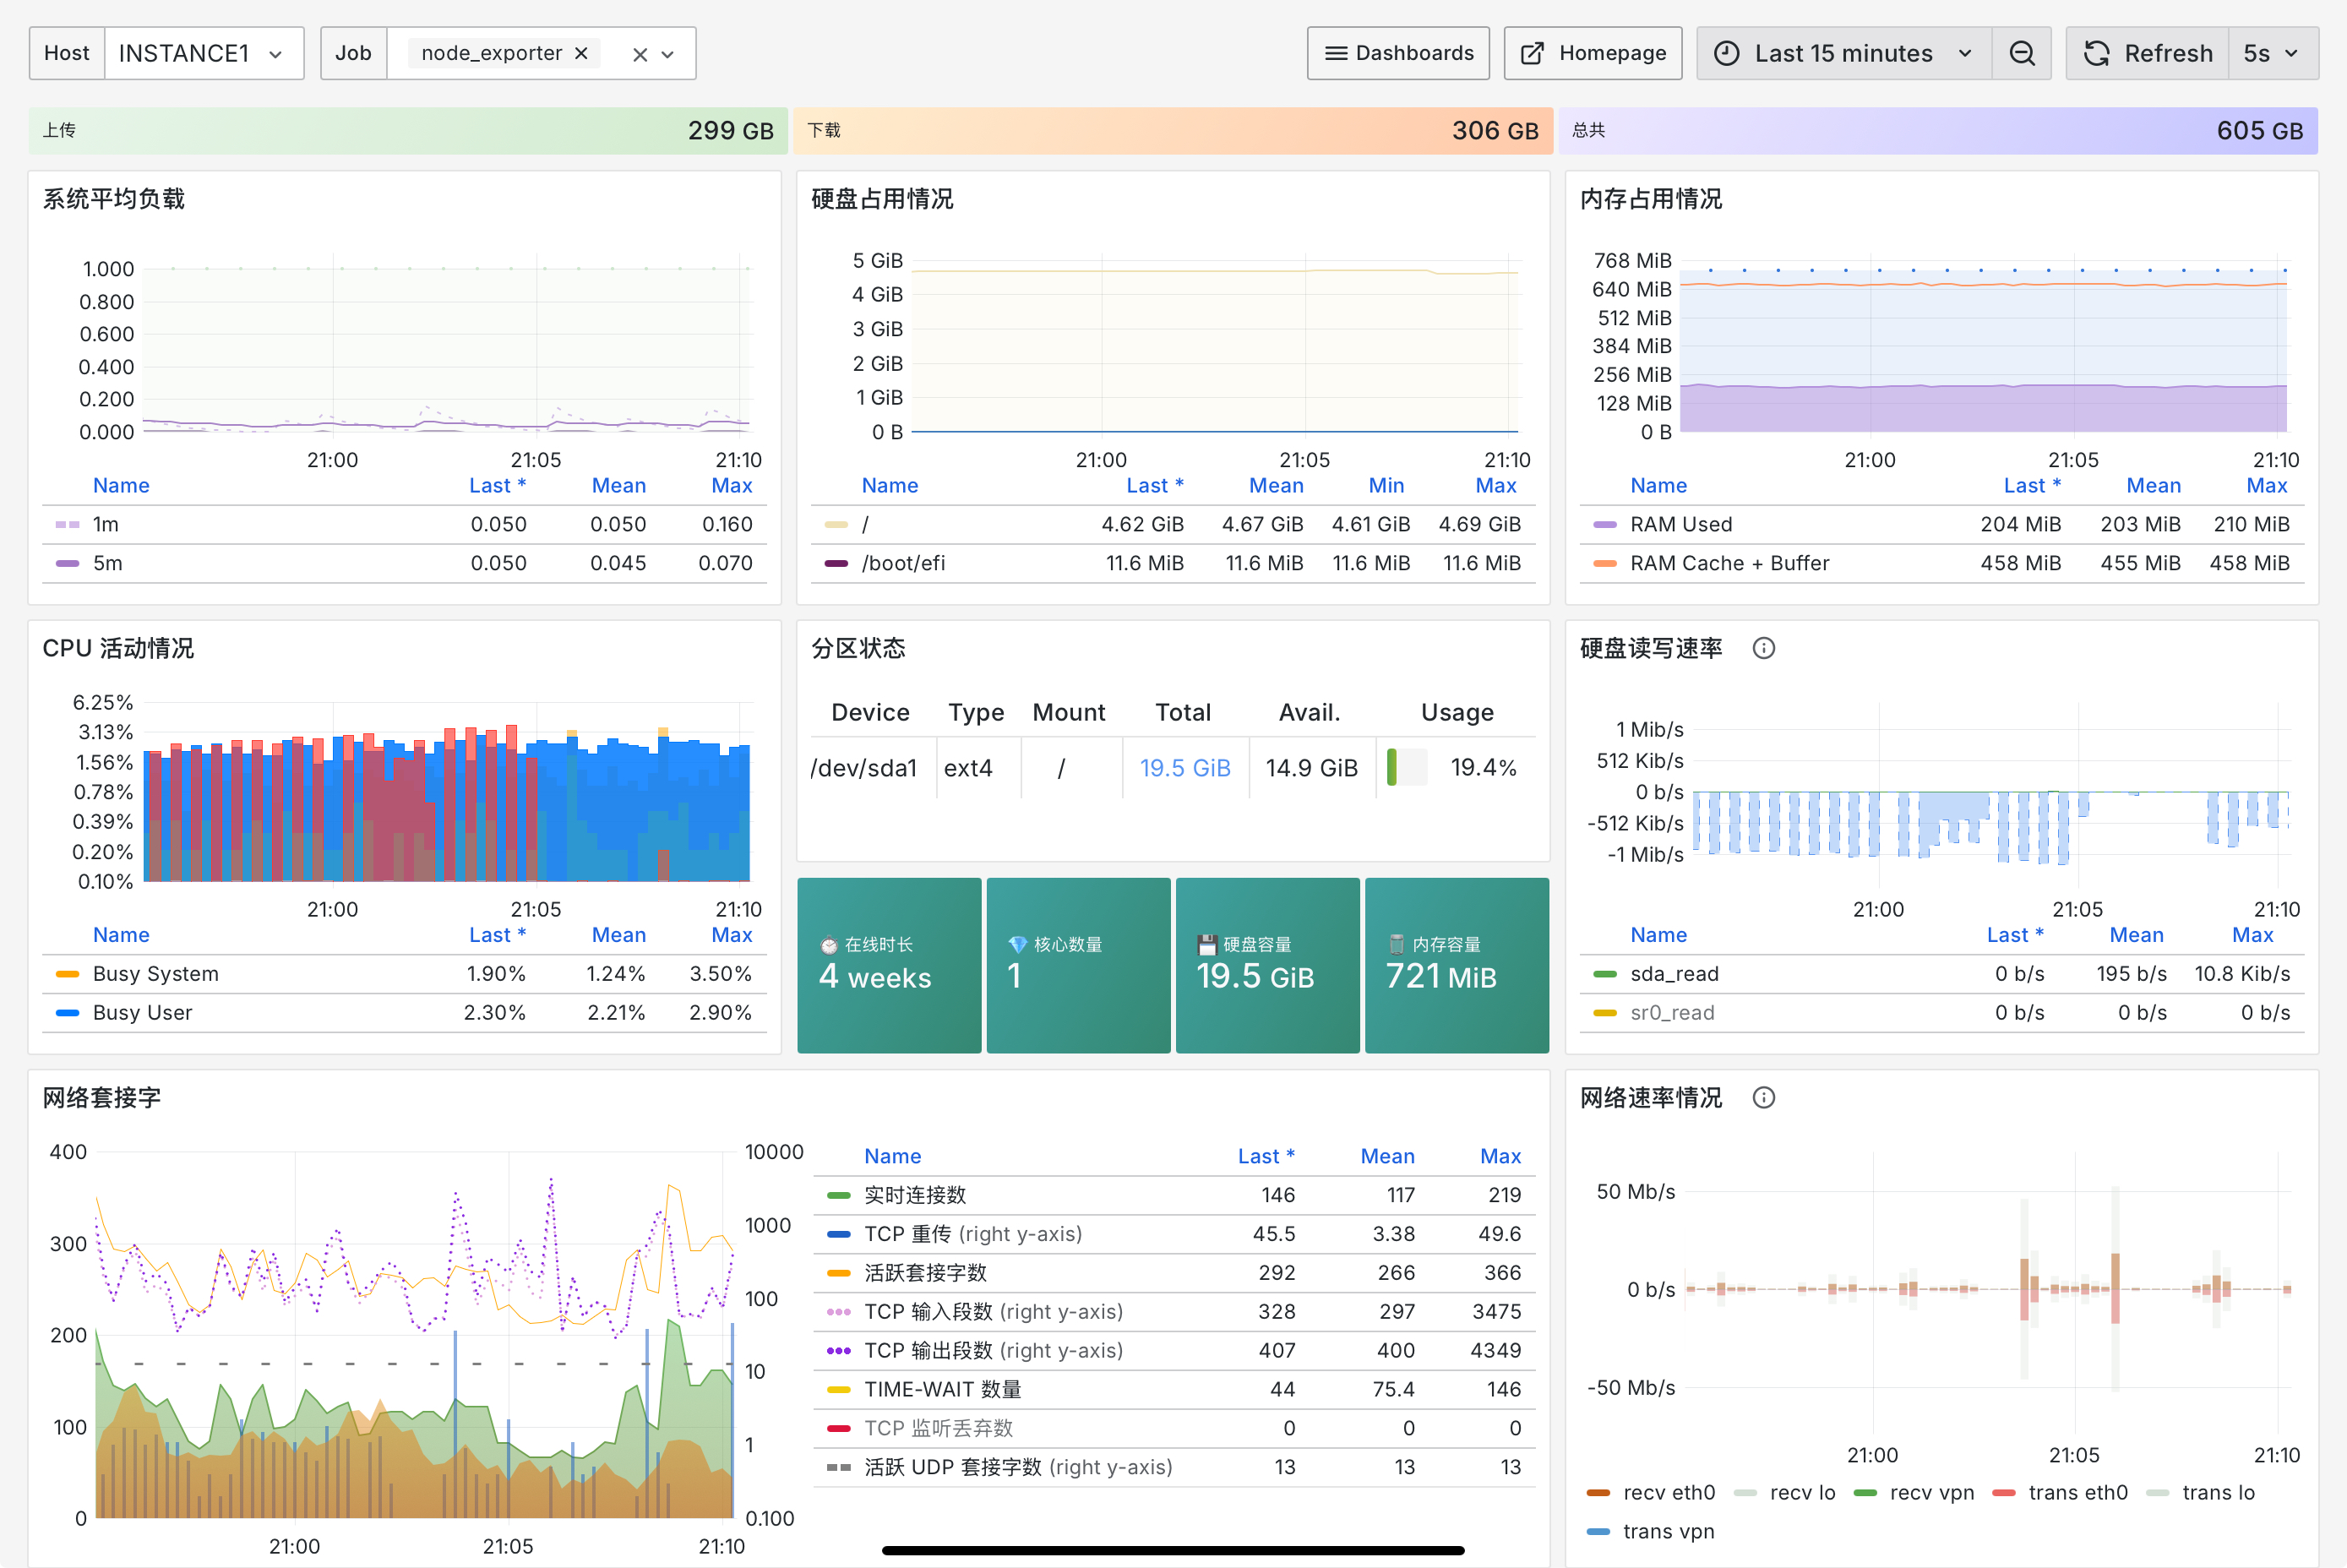 Host INSTANCE1 Job node_exporter Dashboards Homepage Last 15 minutes Refresh 5s
上传 299 GB 下载 306 GB 总共 605 GB
系统平均负载
1.000
0.800
0.600
0.400
0.200
0.000
21:00 21:05 21:10
Name Last * Mean Max
1m 0.050 0.050 0.160
5m 0.050 0.045 0.070
硬盘占用情况
5 GiB
4 GiB
3 GiB
2 GiB
1 GiB
0 B
21:00 21:05 21:10
Name Last * Mean Min Max
/ 4.62 GiB 4.67 GiB 4.61 GiB 4.69 GiB
/boot/efi 11.6 MiB 11.6 MiB 11.6 MiB 11.6 MiB
内存占用情况
768 MiB
640 MiB
512 MiB
384 MiB
256 MiB
128 MiB
0 B
21:00 21:05 21:10
Name Last * Mean Max
RAM Used 204 MiB 203 MiB 210 MiB
RAM Cache + Buffer 458 MiB 455 MiB 458 MiB
CPU 活动情况
6.25%
3.13%
1.56%
0.78%
0.39%
0.20%
0.10%
21:00 21:05 21:10
Name Last * Mean Max
Busy System 1.90% 1.24% 3.50%
Busy User 2.30% 2.21% 2.90%
分区状态
Device Type Mount Total Avail. Usage
/dev/sda1 ext4 / 19.5 GiB 14.9 GiB 19.4%
在线时长 核心数量 硬盘容量 内存容量
4 weeks 1 19.5 GiB 721 MiB
硬盘读写速率
1 Mib/s
512 Kib/s
0 b/s
-512 Kib/s
-1 Mib/s
21:00 21:05 21:10
Name Last * Mean Max
sda_read 0 b/s 195 b/s 10.8 Kib/s
sr0_read 0 b/s 0 b/s 0 b/s
网络套接字
400 10000
300 1000
200 100
100 10
0 1
0.100
21:00 21:05 21:10
Name Last * Mean Max
实时连接数 146 117 219
TCP 重传 (right y-axis) 45.5 3.38 49.6
活跃套接字数 292 266 366
TCP 输入段数 (right y-axis) 328 297 3475
TCP 输出段数 (right y-axis) 407 400 4349
TIME-WAIT 数量 44 75.4 146
TCP 监听丢弃数 0 0 0
活跃 UDP 套接字数 (right y-axis) 13 13 13
网络速率情况
50 Mb/s
0 b/s
-50 Mb/s
21:00 21:05 21:10
recv eth0 recv lo recv vpn trans eth0 trans lo
trans vpn